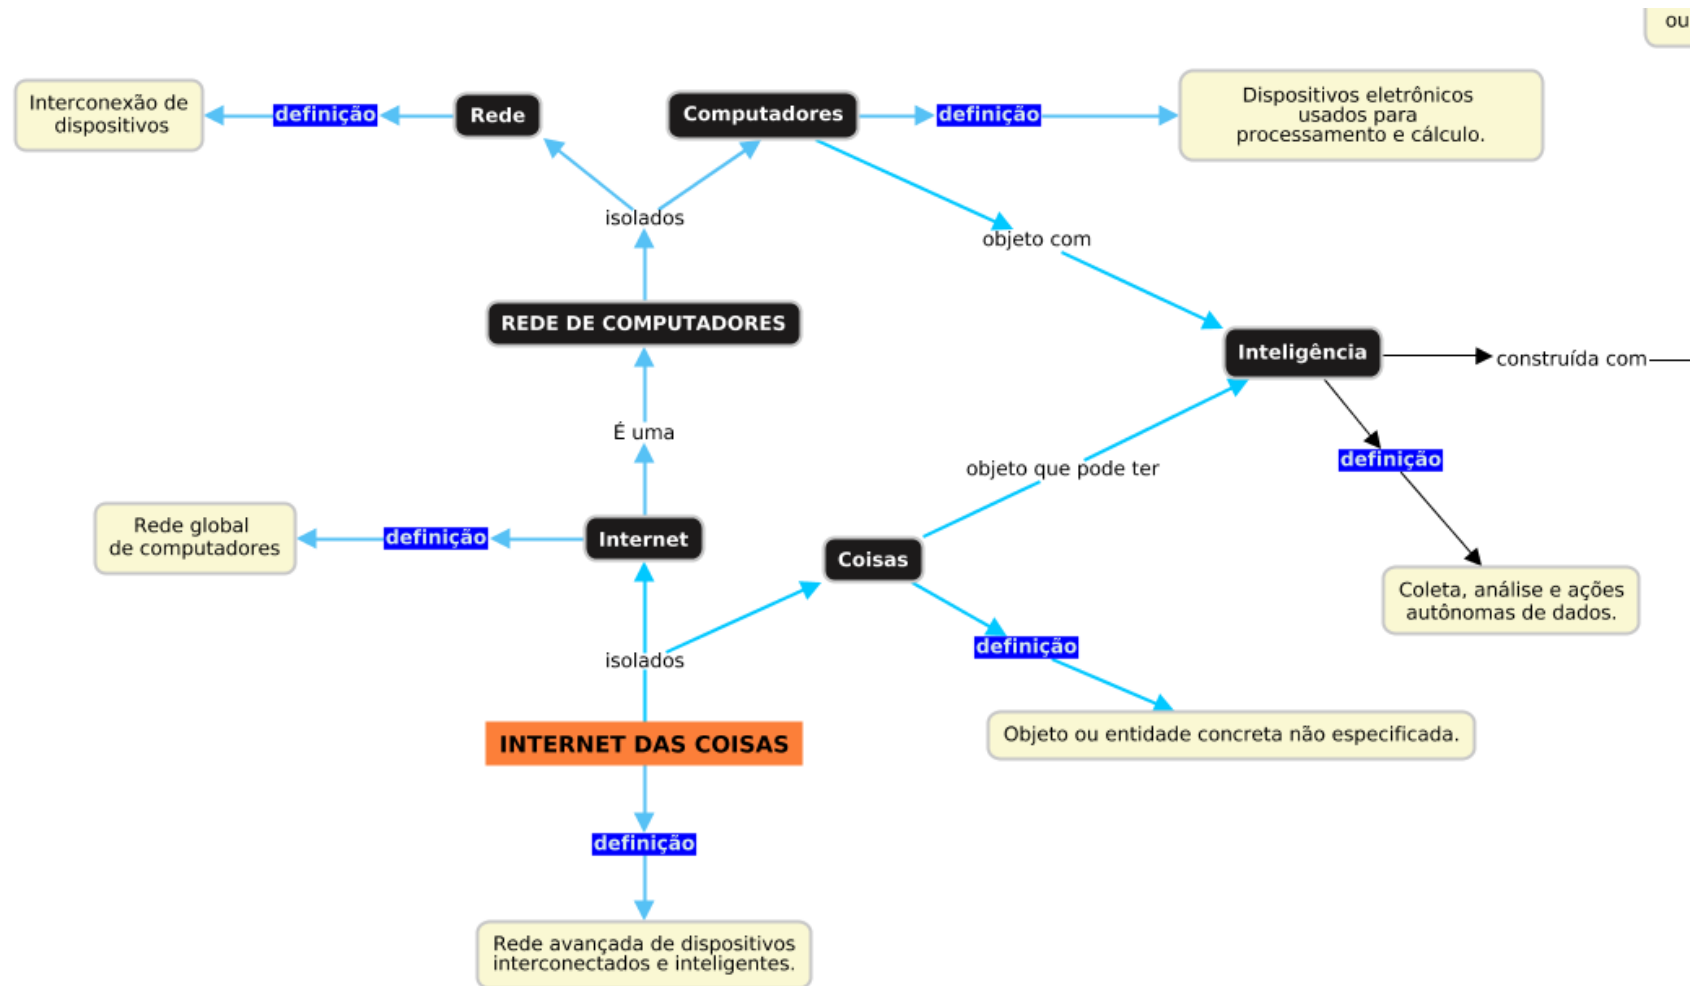 ou
Interconexão de
dispositivos
definição
Rede
Computadores
definição
Dispositivos eletrônicos
usados para
processamento e cálculo.
isolados
objeto com
REDE DE COMPUTADORES
Inteligência
construída com
É uma
definição
objeto que pode ter
Rede global
de computadores
definição
Internet
Coisas
Coleta, análise e ações
autônomas de dados.
definição
isolados
Objeto ou entidade concreta não especificada.
INTERNET DAS COISAS
definição
Rede avançada de dispositivos
interconectados e inteligentes.